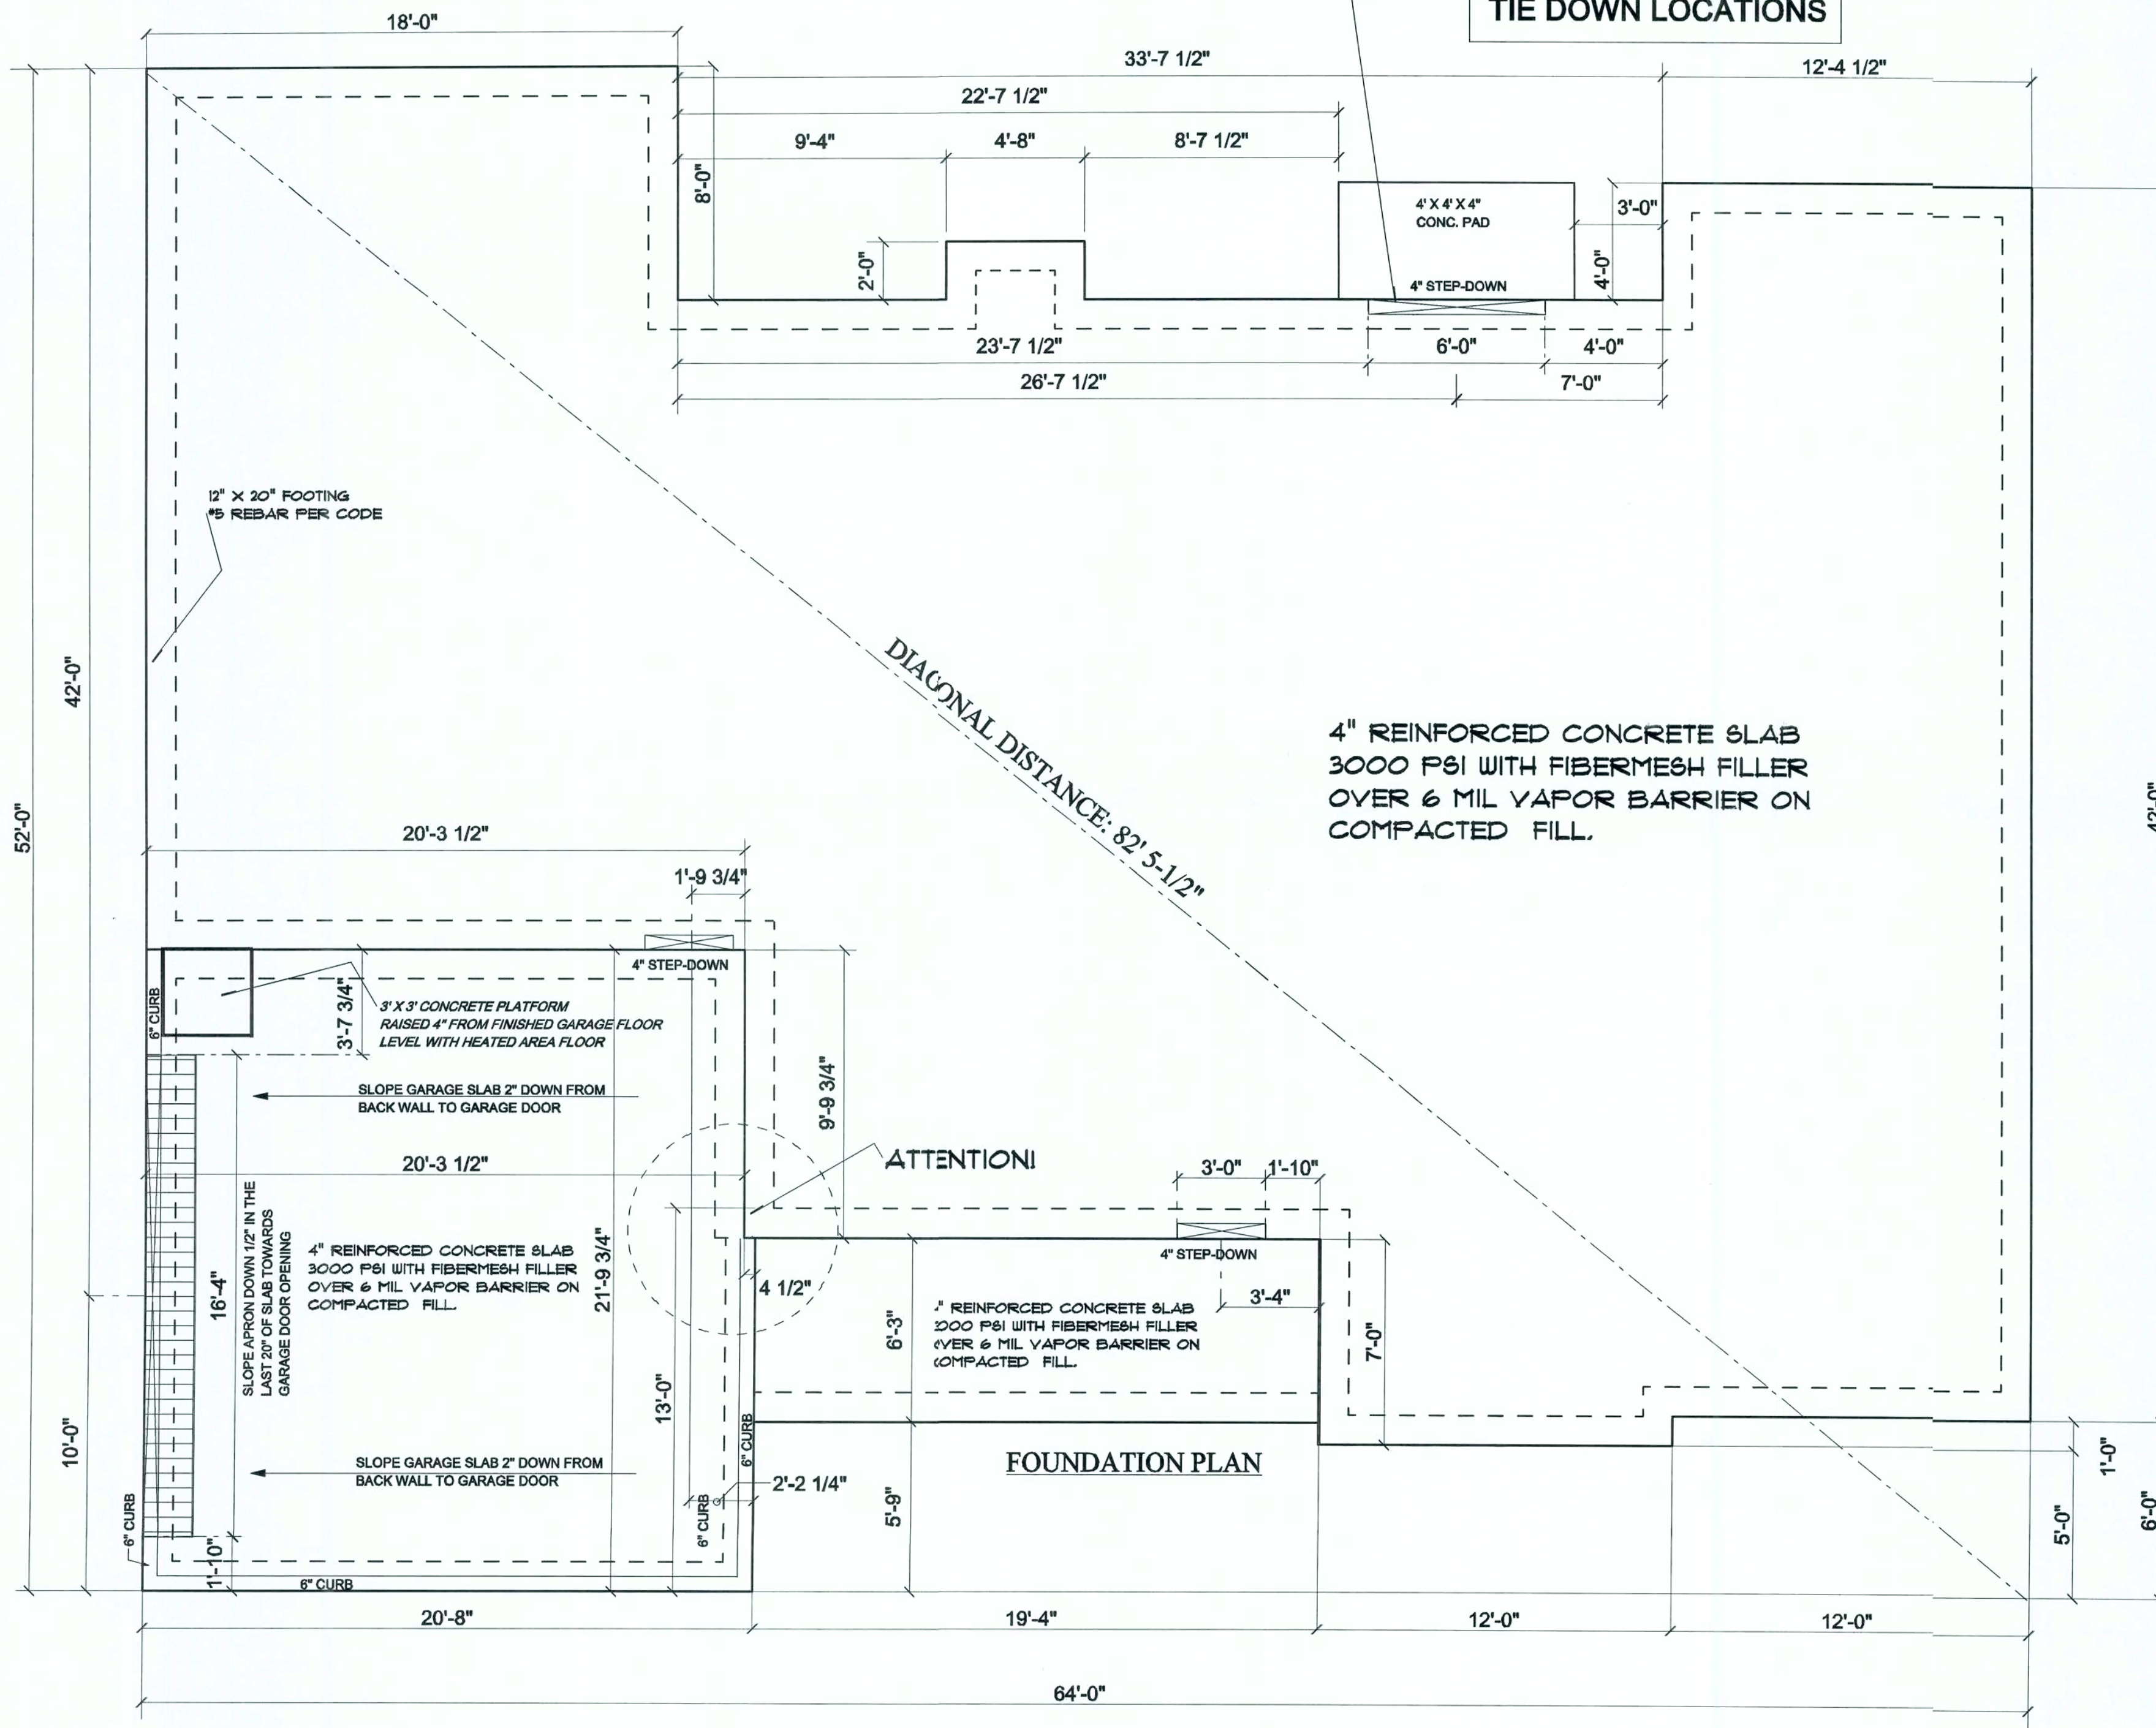 TIE DOWN LOCATIONS
18'-0"
33'-7 1/2"
12'-4 1/2"
22'-7 1/2"
9'-4"
4'-8"
8'-7 1/2"
8'-0"
2'-0"
4' X 4' X 4"
CONC. PAD
4" STEP-DOWN
3'-0"
4'-0"
23'-7 1/2"
6'-0"
4'-0"
26'-7 1/2"
7'-0"
12" X 20" FOOTING
#5 REBAR PER CODE
42'-0"
52'-0"
DIAGONAL DISTANCE: 82' 5-1/2"
4" REINFORCED CONCRETE SLAB
3000 PSI WITH FIBERMESH FILLER
OVER 6 MIL VAPOR BARRIER ON
COMPACTED FILL.
20'-3 1/2"
1'-9 3/4"
4" STEP-DOWN
6" CURB
3'-7 3/4"
3' X 3' CONCRETE PLATFORM
RAISED 4" FROM FINISHED GARAGE FLOOR
LEVEL WITH HEATED AREA FLOOR
SLOPE GARAGE SLAB 2" DOWN FROM
BACK WALL TO GARAGE DOOR
9'-9 3/4"
20'-3 1/2"
ATTENTION!
3'-0"
1'-10"
SLOPE APRON DOWN 1/2" IN THE
LAST 20" OF SLAB TOWARDS
GARAGE DOOR OPENING
16'-4"
4" REINFORCED CONCRETE SLAB
3000 PSI WITH FIBERMESH FILLER
OVER 6 MIL VAPOR BARRIER ON
COMPACTED FILL.
21'-9 3/4"
4 1/2"
4" STEP-DOWN
3'-4"
6'-3"
" REINFORCED CONCRETE SLAB
000 PSI WITH FIBERMESH FILLER
VER 6 MIL VAPOR BARRIER ON
COMPACTED FILL.
7'-0"
13'-0"
10'-0"
6" CURB
FOUNDATION PLAN
SLOPE GARAGE SLAB 2" DOWN FROM
BACK WALL TO GARAGE DOOR
2'-2 1/4"
5'-9"
6" CURB
6" CURB
1'-10"
6" CURB
1'-0"
5'-0"
6'-0"
20'-8"
19'-4"
12'-0"
12'-0"
64'-0"